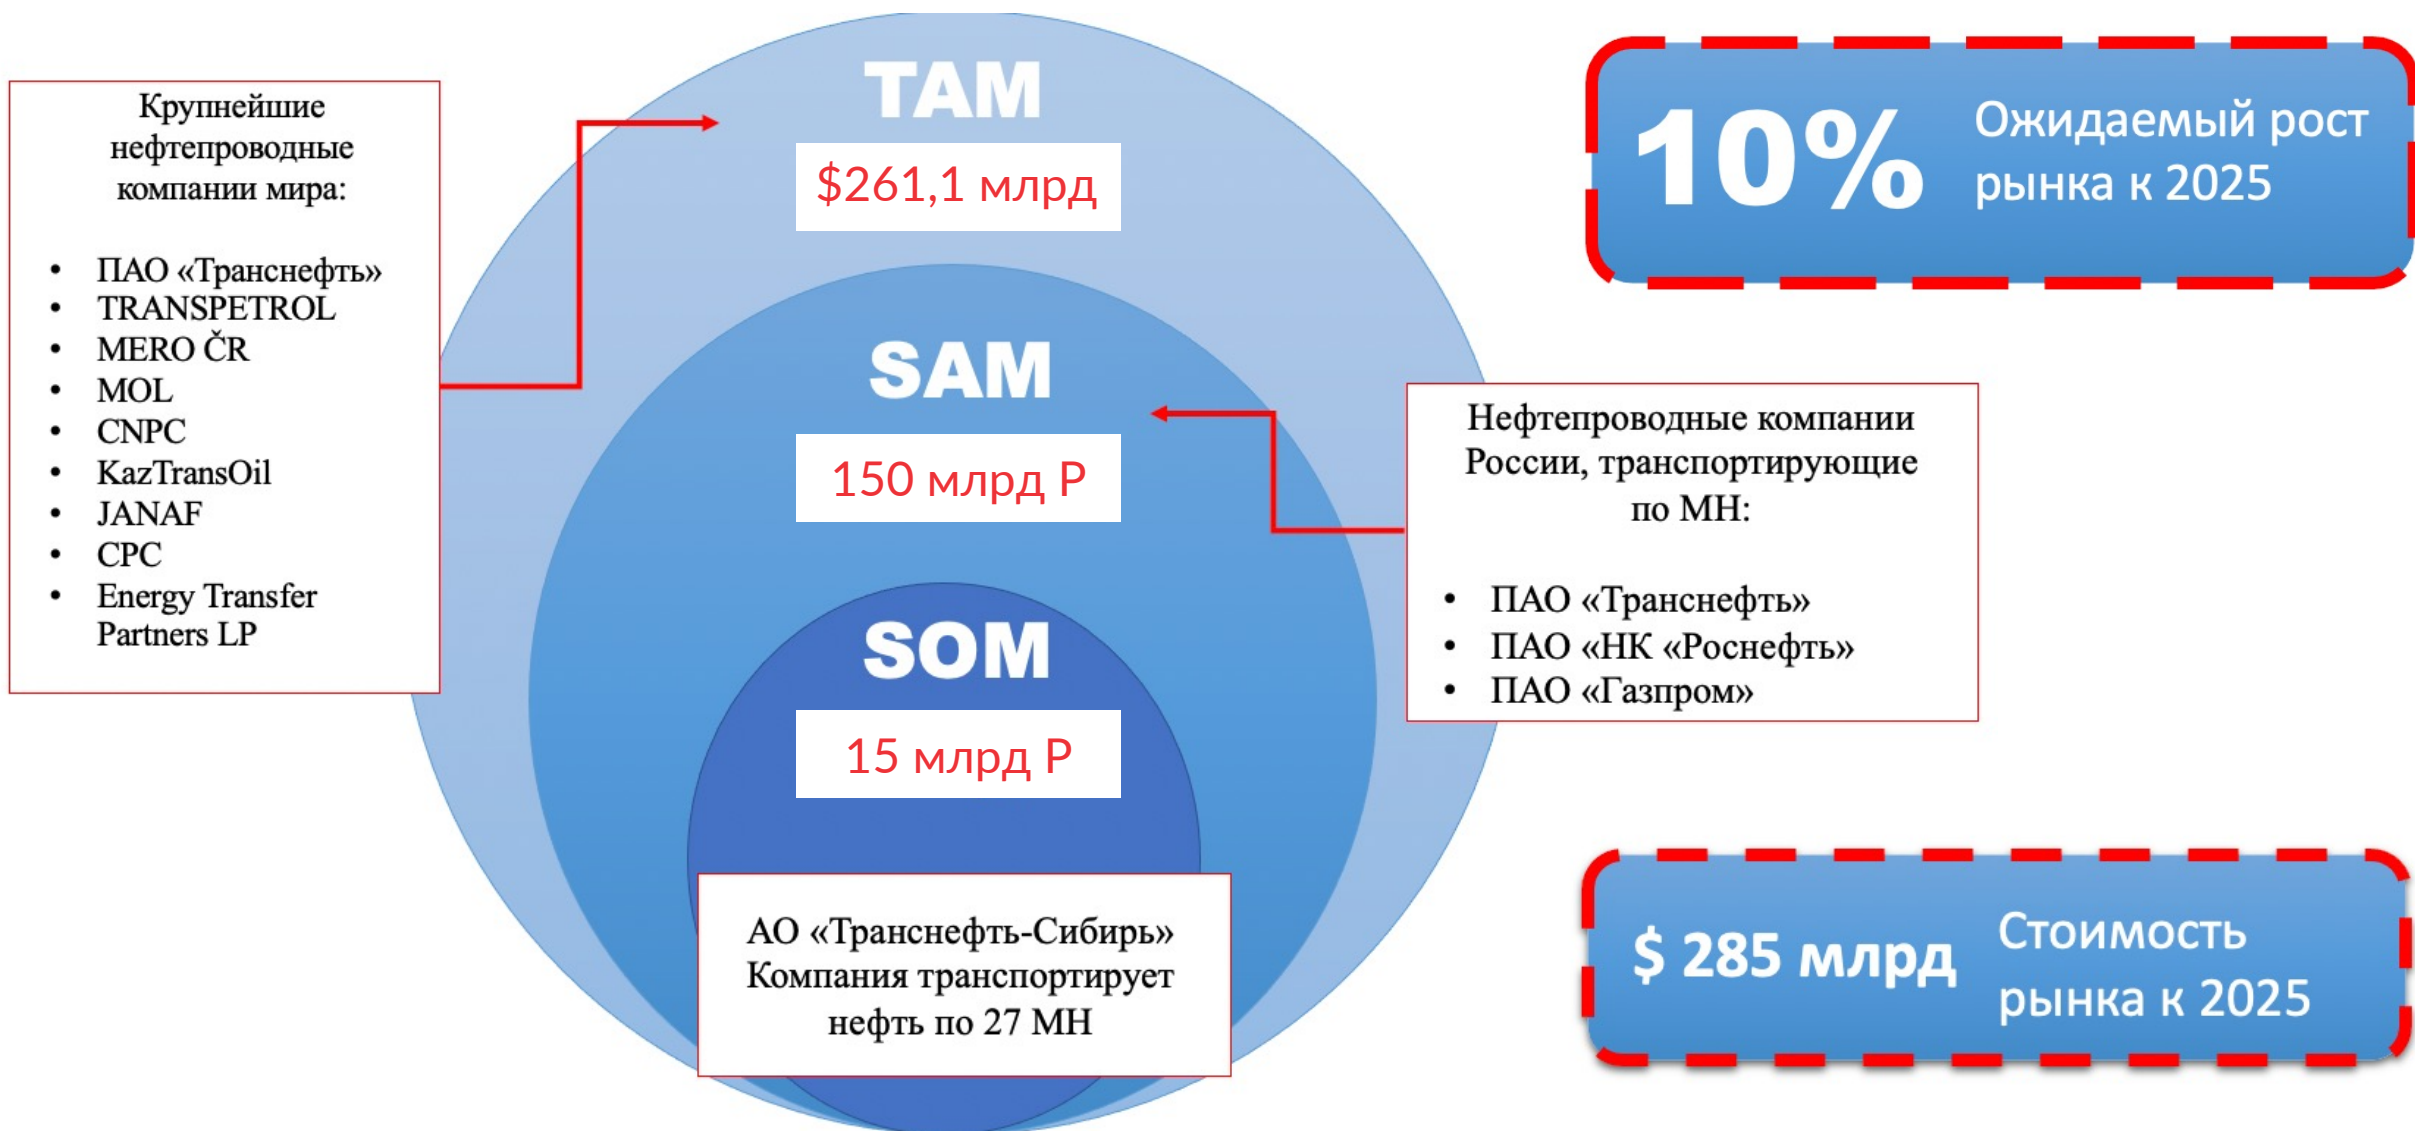 Крупнейшие
нефтепроводные
компании мира:
• ПАО «Транснефть»
• TRANSPETROL
• MERO ČR
• MOL
• CNPC
• KazTransOil
• JANAF
• CPC
• Energy Transfer
Partners LP
TAM
$261,1 млрд
SAM
150 млрд Р
SOM
15 млрд Р
АО «Транснефть-Сибирь»
Компания транспортирует
нефть по 27 МН
10%
Ожидаемый рост
рынка к 2025
Нефтепроводные компании
России, транспортирующие
по МН:
• ПАО «Транснефть»
• ПАО «НК «Роснефть»
• ПАО «Газпром»
$ 285 млрд
Стоимость
рынка к 2025